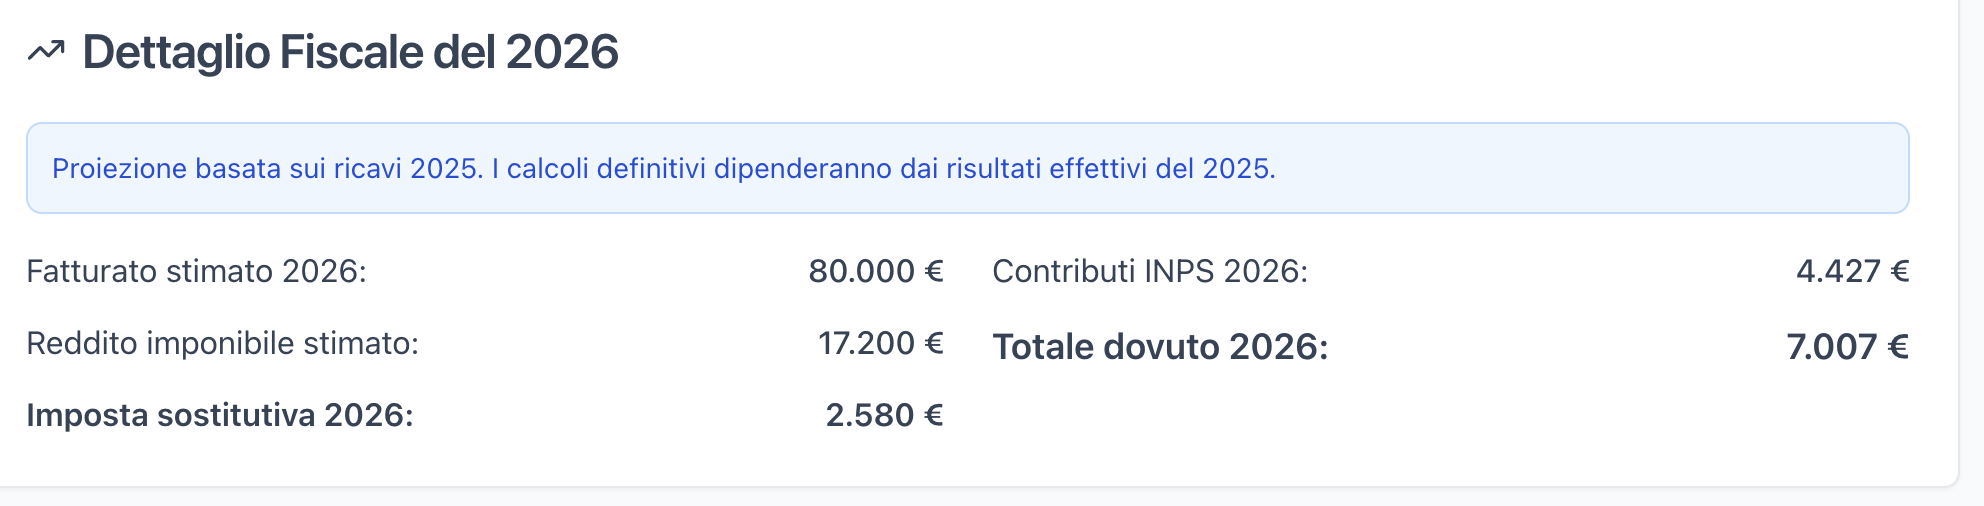 Dettaglio Fiscale del 2026
Proiezione basata sui ricavi 2025. I calcoli definitivi dipenderanno dai risultati effettivi del 2025.
Fatturato stimato 2026: 80.000 €
Reddito imponibile stimato: 17.200 €
Imposta sostitutiva 2026: 2.580 €
Contributi INPS 2026: 4.427 €
Totale dovuto 2026: 7.007 €